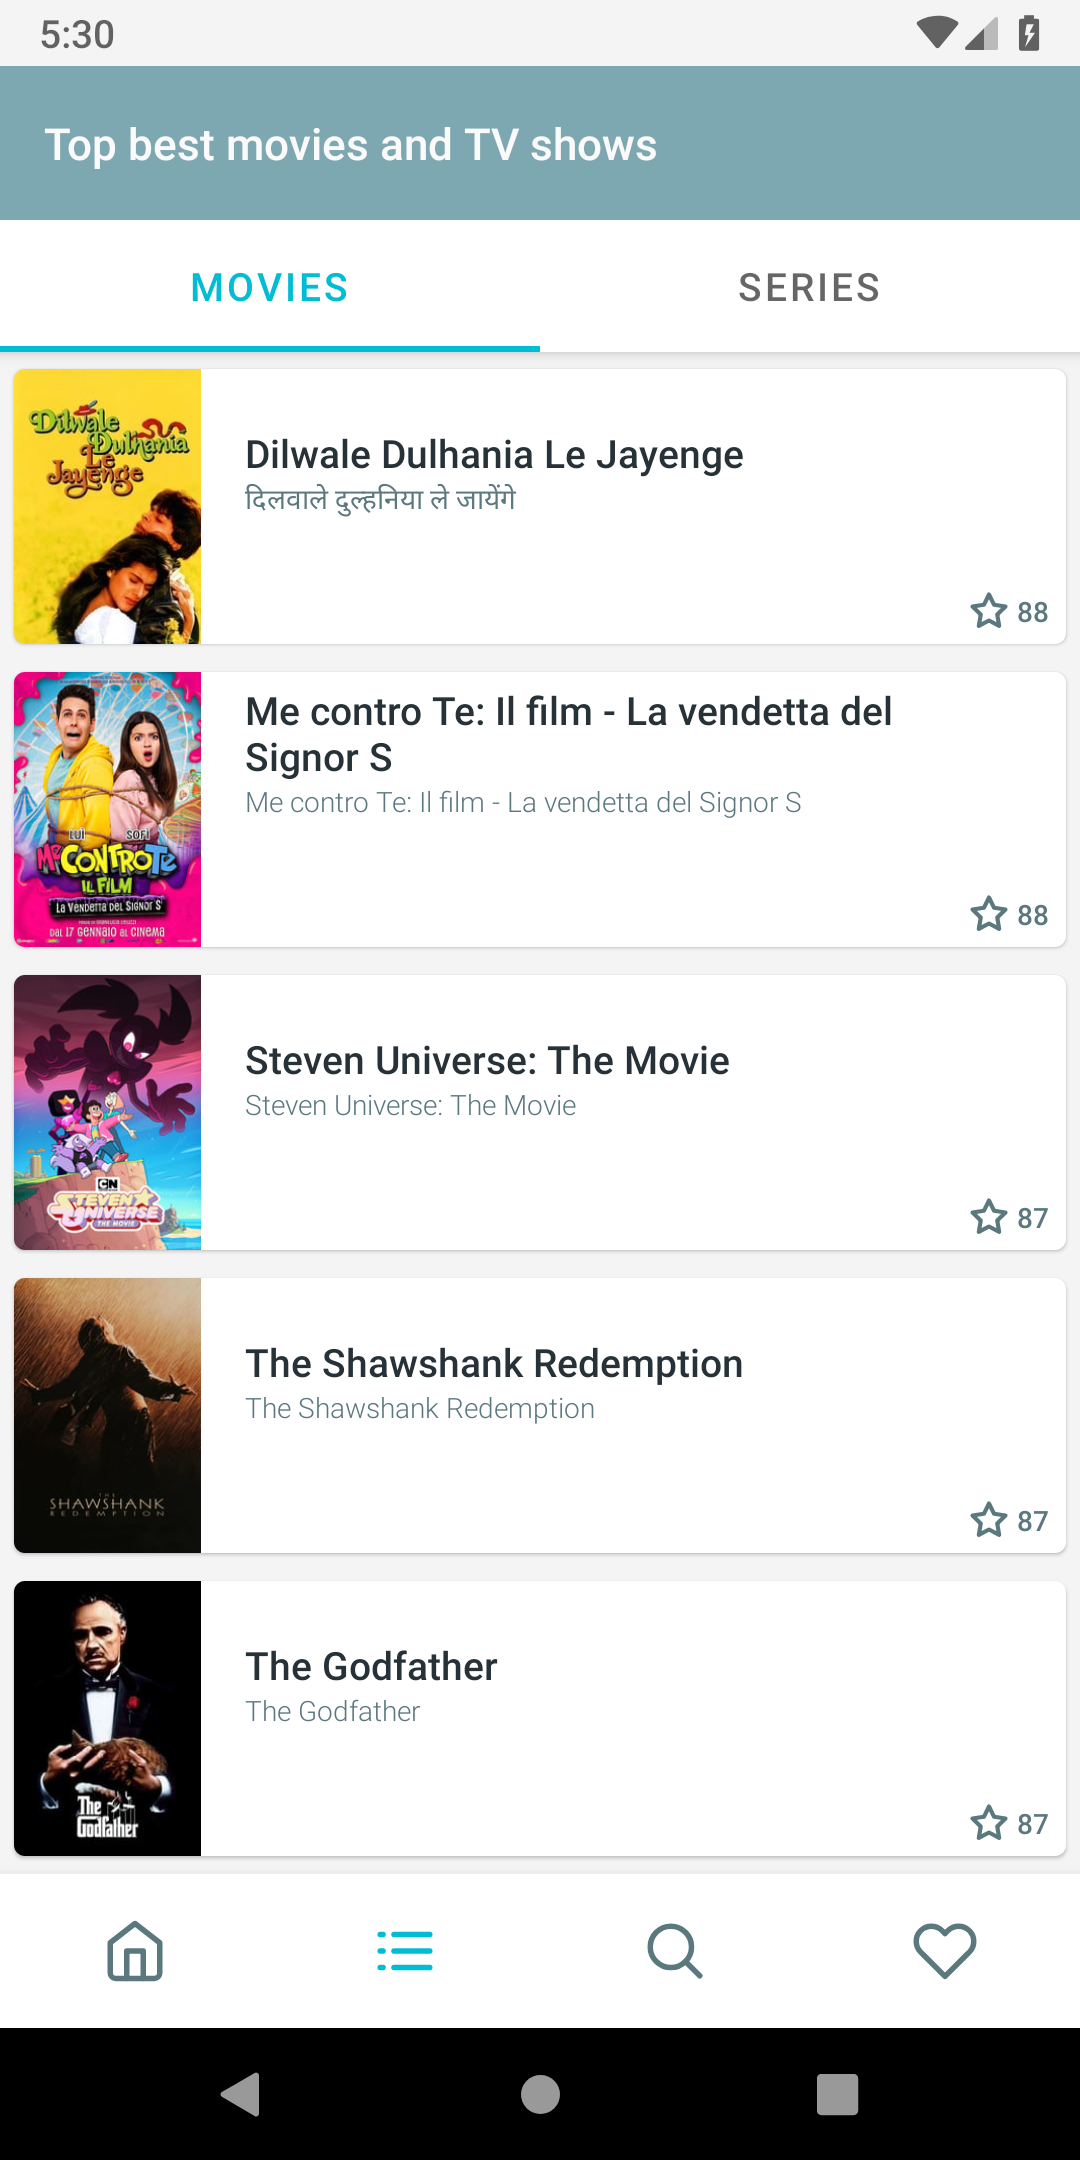 5:30
Top best movies and TV shows
MOVIES
SERIES
Dilwale
Dulhania
Le
Jayenge
Dilwale Dulhania Le Jayenge
दिलवाले दुल्हनिया ले जायेंगे
88
LUÌ
SOFÌ
Me CONTRO Te
IL FILM
LA VENDETTA DEL SIGNOR S
DAL 17 GENNAIO AL CINEMA
Me contro Te: Il film - La vendetta del
Signor S
Me contro Te: Il film - La vendetta del Signor S
88
CN
STEVEN
UNIVERSE
THE MOVIE
Steven Universe: The Movie
Steven Universe: The Movie
87
THE
SHAWSHANK
REDEMPTION
The Shawshank Redemption
The Shawshank Redemption
87
The
Godfather
The Godfather
The Godfather
87